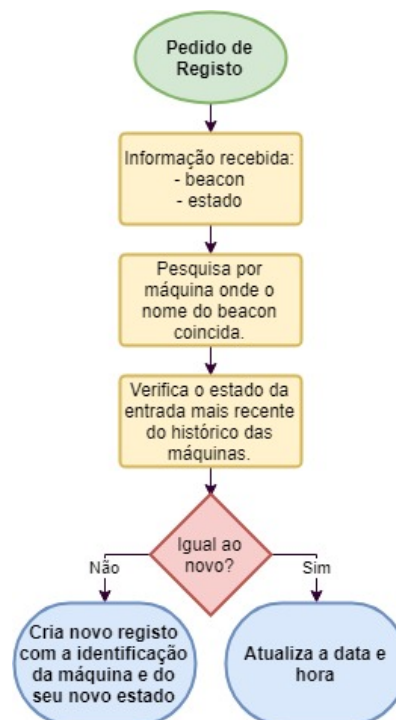 Pedido de
Registo
Informação recebida:
- beacon
- estado
Pesquisa por
máquina onde o
nome do beacon
coincida.
Verifica o estado da
entrada mais recente
do histórico das
máquinas.
Igual ao
novo?
Não
Sim
Cria novo registo
com a identificação
da máquina e do
seu novo estado
Atualiza a data e
hora